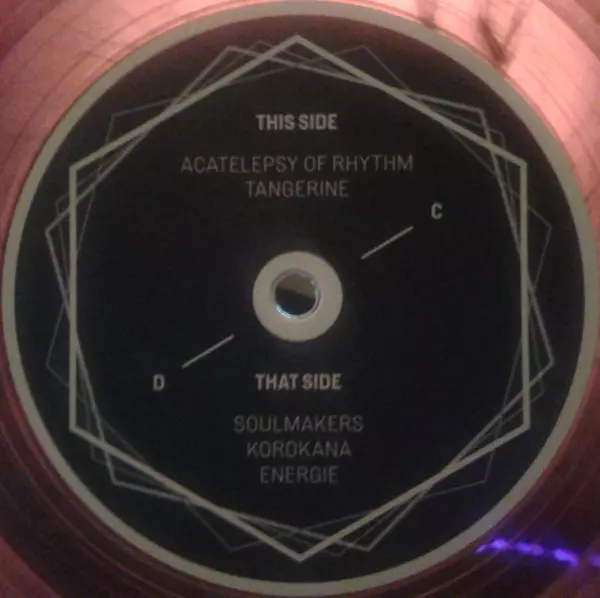 THIS SIDE
ACATELEPSY OF RHYTHM
TANGERINE
C
D
THAT SIDE
SOULMAKERS
KOROKANA
ENERGIE